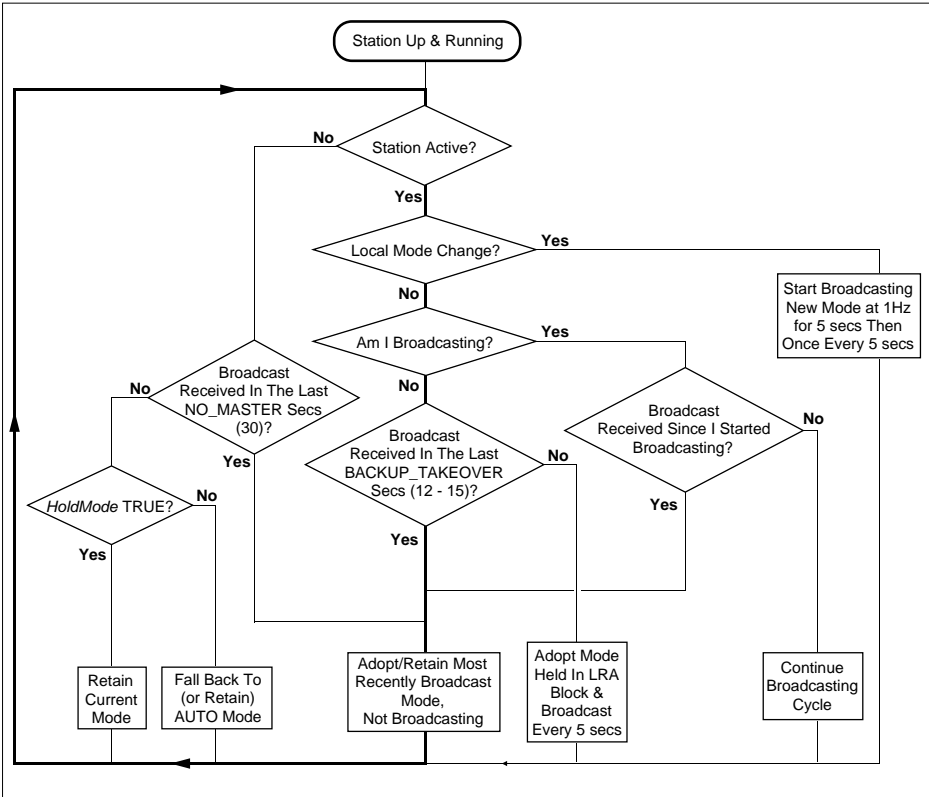 Station Up & Running
No
Station Active?
Yes
Local Mode Change?
Yes
No
Start Broadcasting
New Mode at 1Hz
for 5 secs Then
Once Every 5 secs
Am I Broadcasting?
Yes
No
Broadcast
Received In The Last
NO_MASTER Secs
(30)?
No
Yes
Broadcast
Received In The Last
BACKUP_TAKEOVER
Secs (12 - 15)?
No
Yes
Broadcast
Received Since I Started
Broadcasting?
No
Yes
HoldMode TRUE?
No
Yes
Retain
Current
Mode
Fall Back To
(or Retain)
AUTO Mode
Adopt/Retain Most
Recently Broadcast
Mode,
Not Broadcasting
Adopt Mode
Held In LRA
Block &
Broadcast
Every 5 secs
Continue
Broadcasting
Cycle